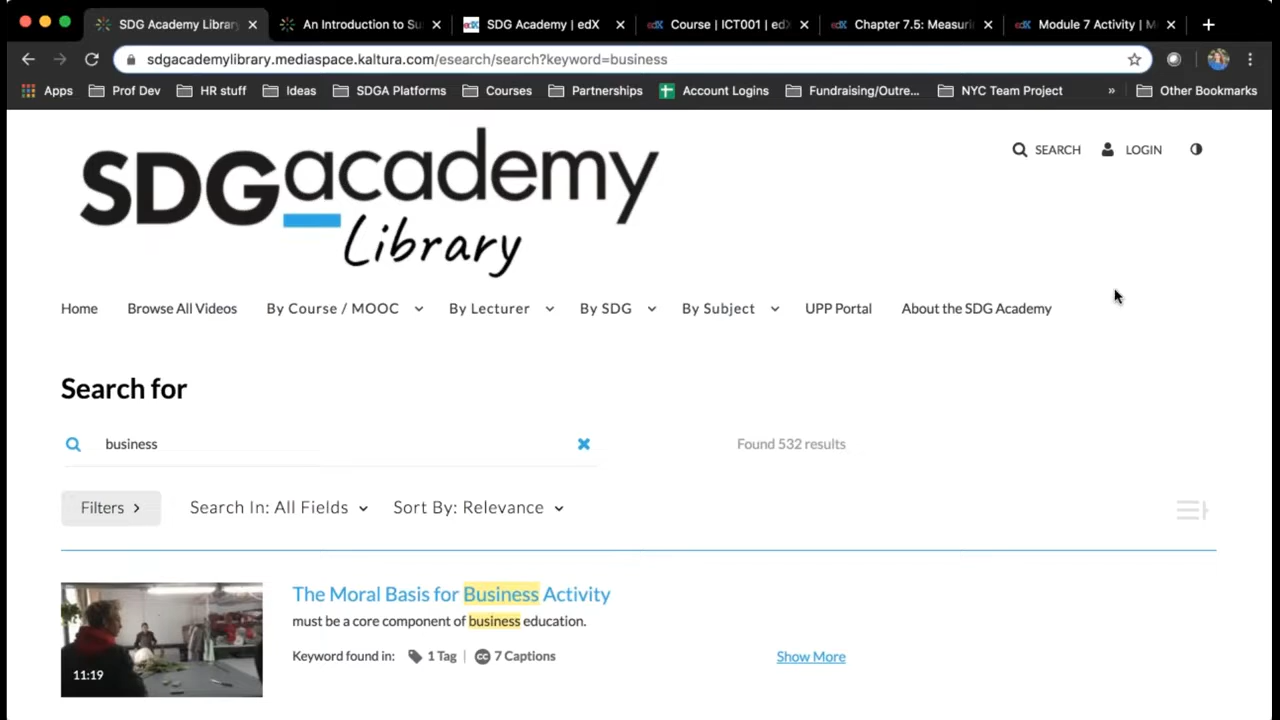 SDG Academy Library
An Introduction to Su
SDG Academy | edX
Course | ICT001 | edX
Chapter 7.5: Measuri
Module 7 Activity | M
sdgacademylibrary.mediaspace.kaltura.com/esearch/search?keyword=business
Apps Prof Dev HR stuff Ideas SDGA Platforms Courses Partnerships Account Logins Fundraising/Outre... NYC Team Project » Other Bookmarks
SDGacademy
Library
SEARCH LOGIN
Home Browse All Videos By Course / MOOC By Lecturer By SDG By Subject UPP Portal About the SDG Academy
Search for
business
Found 532 results
Filters Search In: All Fields Sort By: Relevance
The Moral Basis for Business Activity
must be a core component of business education.
Keyword found in: 1 Tag | CC 7 Captions Show More
11:19